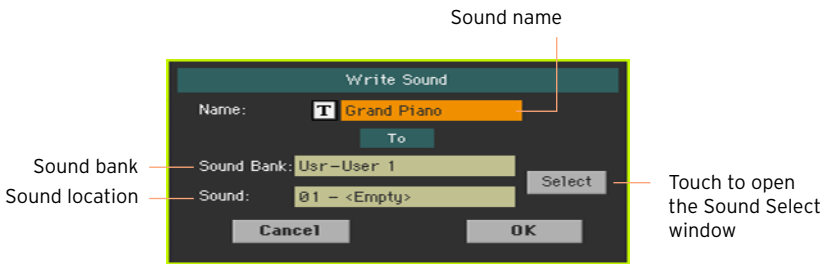 Sound name
Write Sound
Name: T Grand Piano
To
Sound bank
Sound Bank: Usr-User 1
Select
Sound location
Sound: 01 - <Empty>
Touch to open
the Sound Select
window
Cancel OK